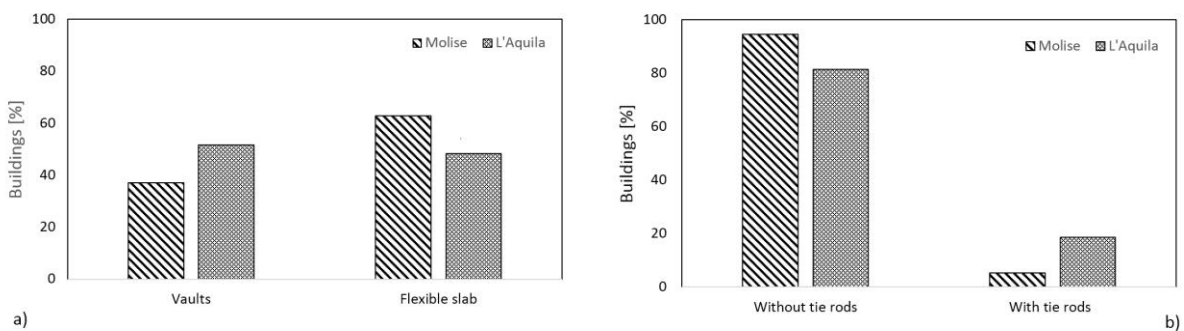 100
80
60
40
20
0
Buildings [%]
Molise L'Aquila
Vaults Flexible slab
a)
100
80
60
40
20
0
Buildings [%]
Molise L'Aquila
Without tie rods With tie rods
b)